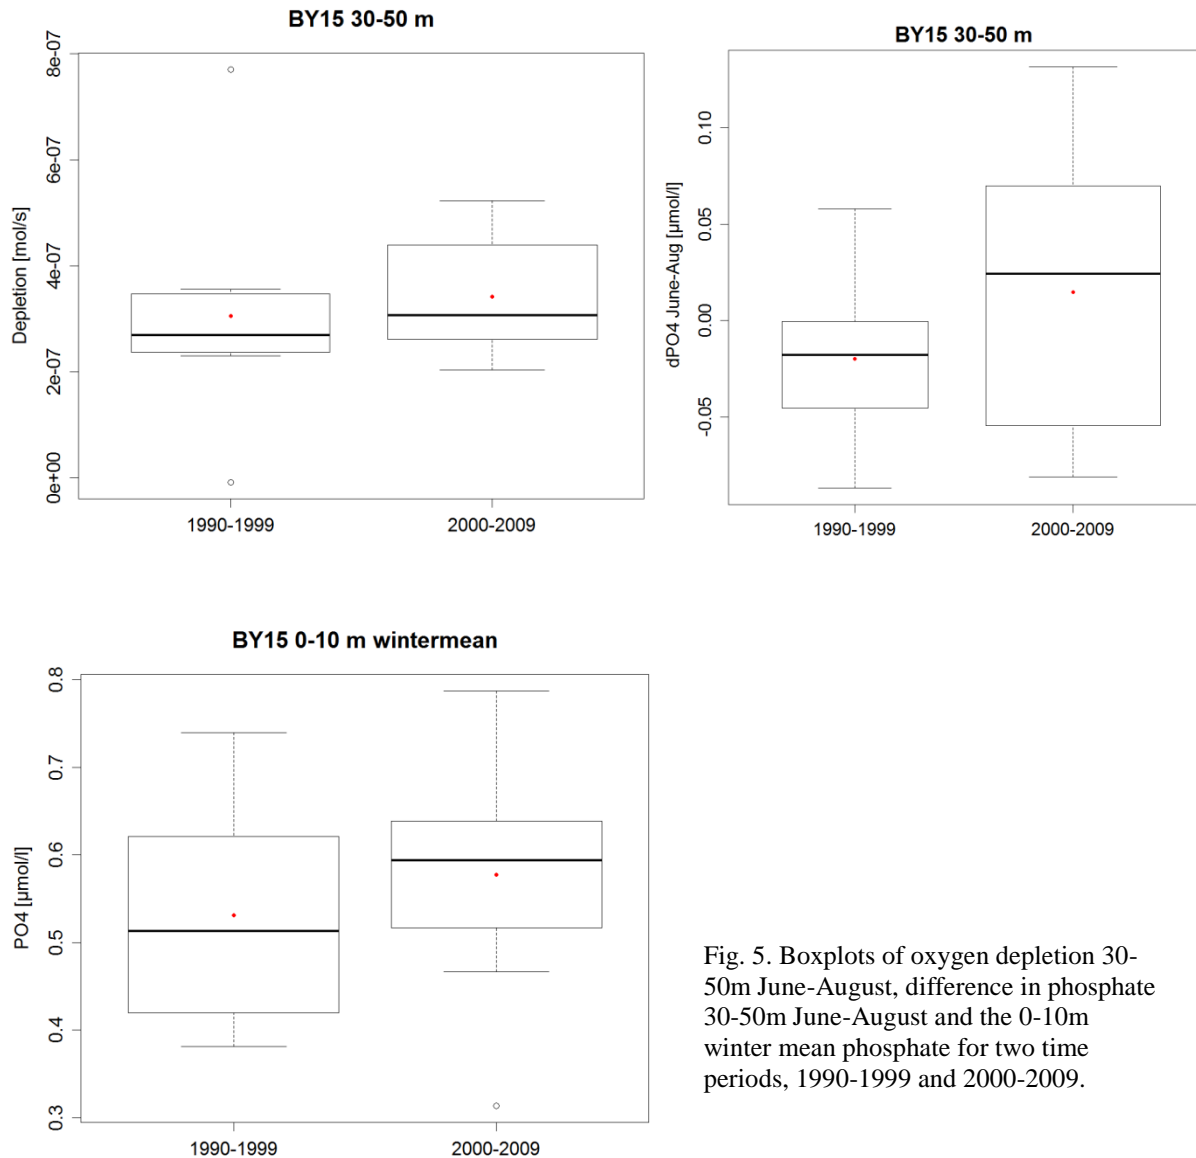 BY15 30-50 m
Depletion [mol/s]
8e-07
6e-07
4e-07
2e-07
0e+00
1990-1999
2000-2009
BY15 30-50 m
dPO4 June-Aug [µmol/l]
0.10
0.05
0.00
-0.05
1990-1999
2000-2009
BY15 0-10 m wintermean
PO4 [µmol/l]
0.8
0.7
0.6
0.5
0.4
0.3
1990-1999
2000-2009
Fig. 5. Boxplots of oxygen depletion 30-
50m June-August, difference in phosphate
30-50m June-August and the 0-10m
winter mean phosphate for two time
periods, 1990-1999 and 2000-2009.